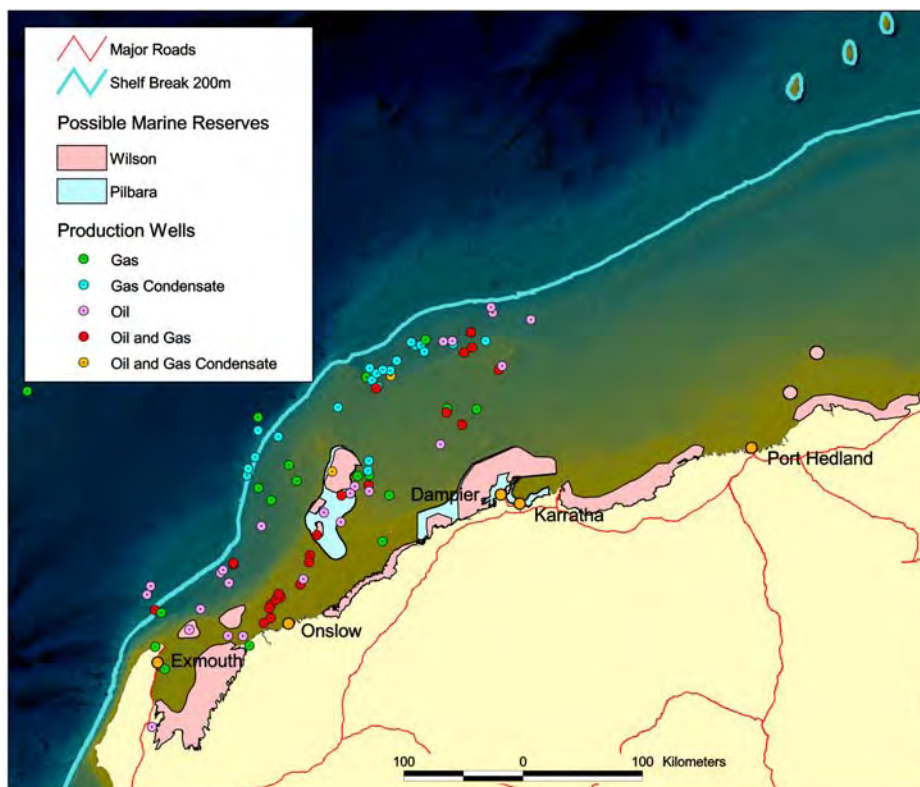 Major Roads
Shelf Break 200m
Possible Marine Reserves
Wilson
Pilbara
Production Wells
Gas
Gas Condensate
Oil
Oil and Gas
Oil and Gas Condensate
Port Hedland
Dampier
Karratha
Onslow
Exmouth
100 0 100 Kilometers